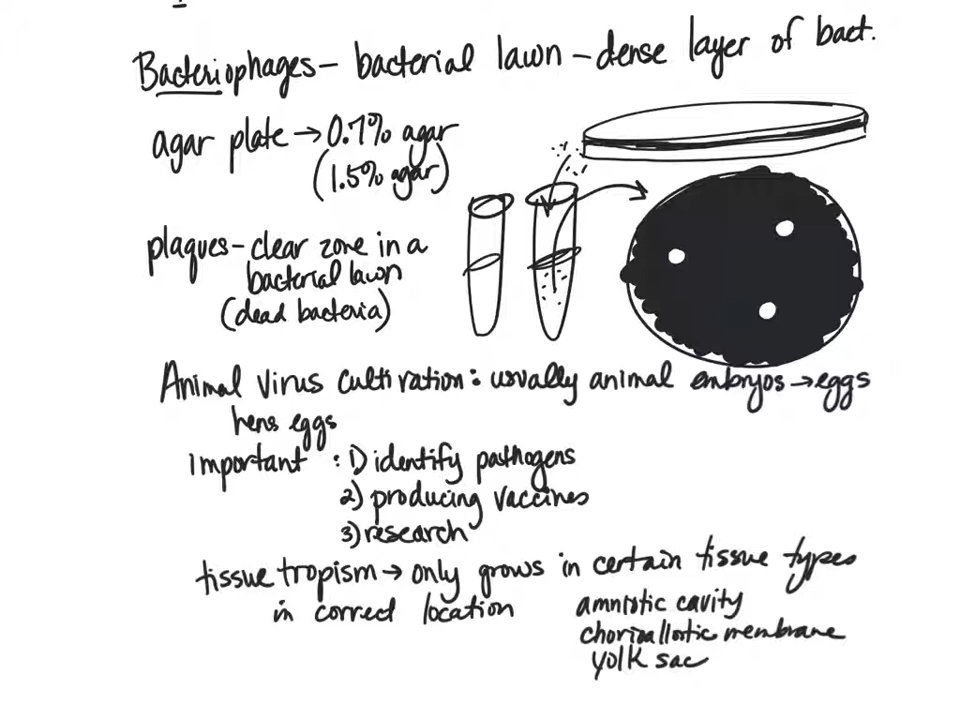 Bacteriophages - bacterial lawn - dense layer of bact.
agar plate → 0.7% agar
(1.5% agar)
plaques - clear zone in a
bacterial lawn
(dead bacteria)
Animal virus cultivation: usually animal embryos → eggs
hens eggs
important : 1) identify pathogens
2) producing vaccines
3) research
tissue tropism → only grows in certain tissue types
in correct location
amniotic cavity
chorioallantoic membrane
yolk sac